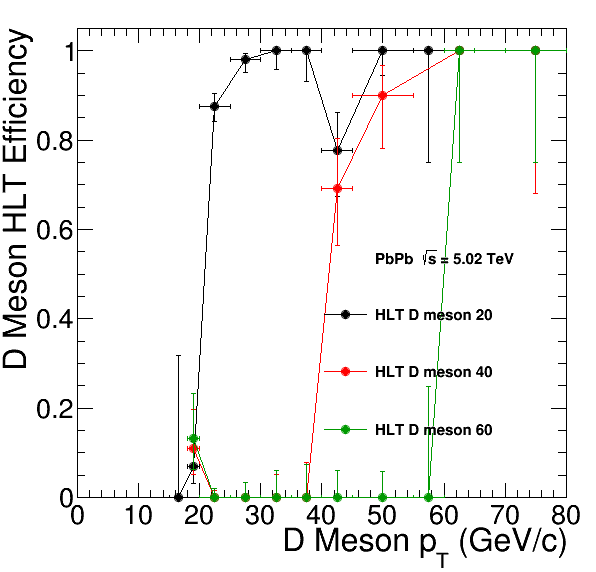 D Meson HLT Efficiency
1
0.8
0.6
0.4
0.2
0
PbPb √s = 5.02 TeV
HLT D meson 20
HLT D meson 40
HLT D meson 60
0 10 20 30 40 50 60 70 80
D Meson p_T (GeV/c)